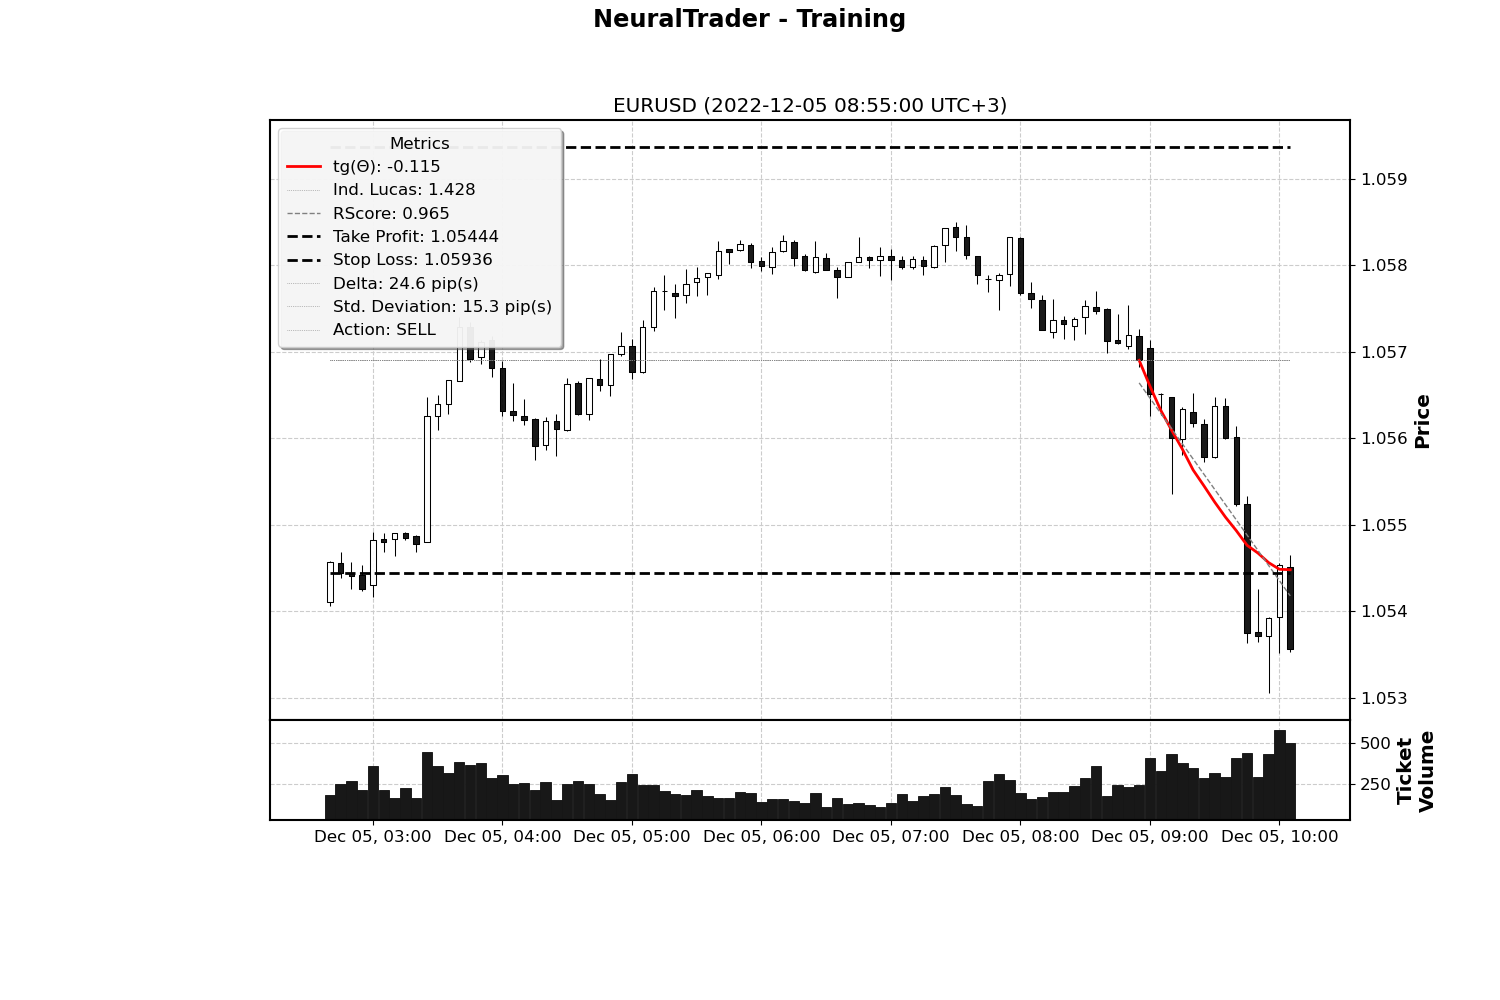 NeuralTrader - Training
EURUSD (2022-12-05 08:55:00 UTC+3)
Metrics
tg(Θ): -0.115
Ind. Lucas: 1.428
RScore: 0.965
Take Profit: 1.05444
Stop Loss: 1.05936
Delta: 24.6 pip(s)
Std. Deviation: 15.3 pip(s)
Action: SELL
1.059
1.058
1.057
1.056
1.055
1.054
1.053
Price
500
250
Ticket
Volume
Dec 05, 03:00 Dec 05, 04:00 Dec 05, 05:00 Dec 05, 06:00 Dec 05, 07:00 Dec 05, 08:00 Dec 05, 09:00 Dec 05, 10:00